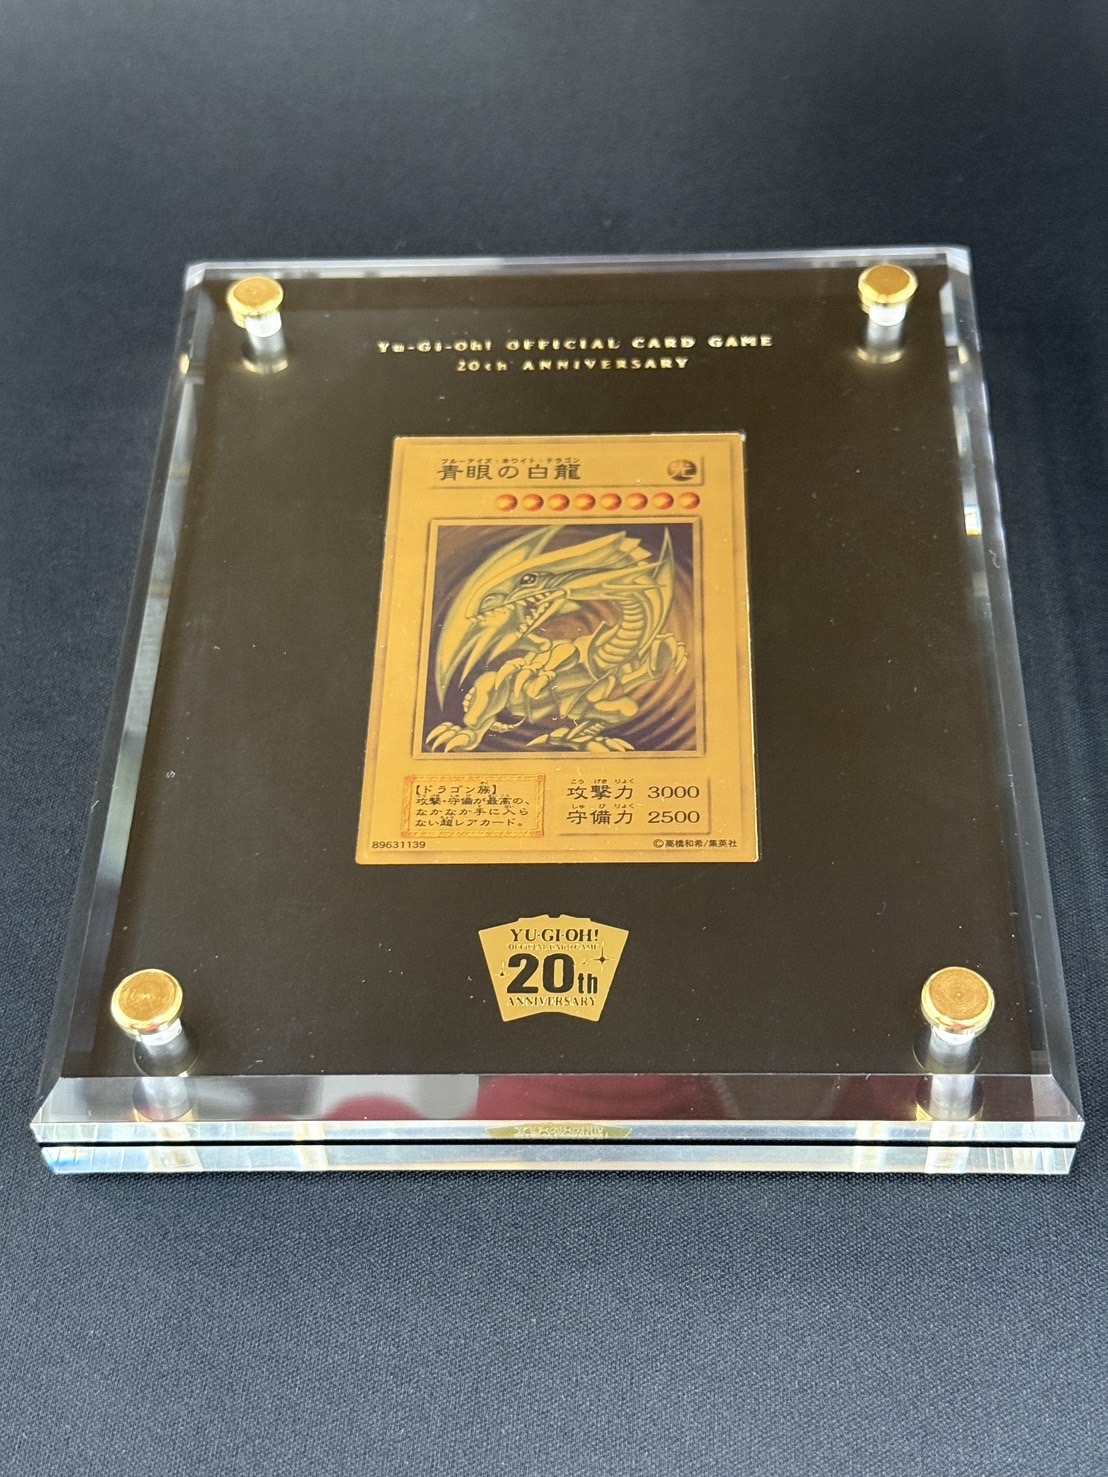 Yu-Gi-Oh! OFFICIAL CARD GAME
20th ANNIVERSARY
ブルーアイズ・ホワイト・ドラゴン
青眼の白龍
光
【ドラゴン族】
攻撃・守備が最高の、
なかなか手に入ら
ない超レアカード。
こう げき りょく
攻撃力 3000
しゅ び りょく
守備力 2500
89631139
©高橋和希/集英社
YU-GI-OH!
OFFICIAL CARD GAME
20th
ANNIVERSARY